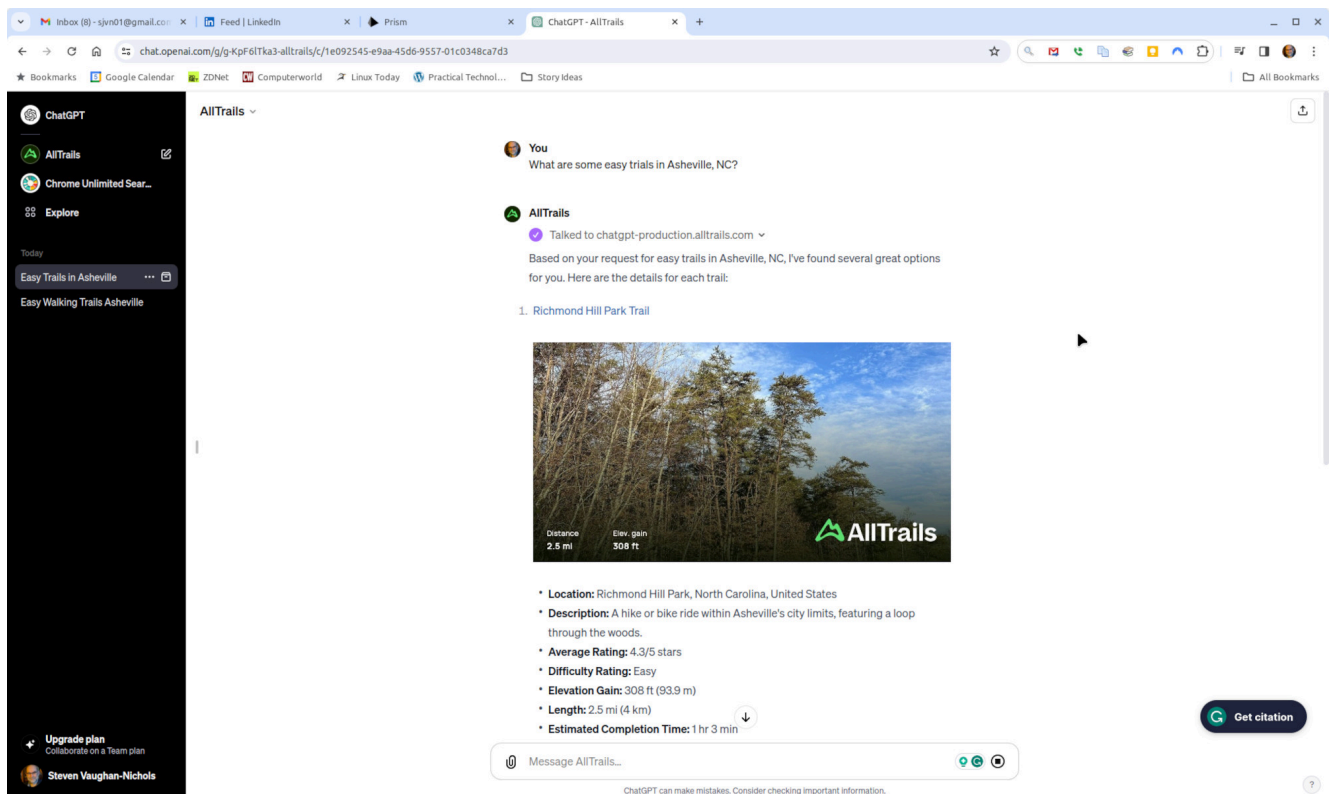 Inbox (8) - sjvn01@gmail.com
Feed | LinkedIn
Prism
ChatGPT - AllTrails
chat.openai.com/g/g-KpF6lTka3-alltrails/c/1e092545-e9aa-45d6-9557-01c0348ca7d3
Bookmarks Google Calendar ZDNet Computerworld Linux Today Practical Technol... Story Ideas All Bookmarks
ChatGPT
AllTrails
Chrome Unlimited Sear...
Explore
Today
Easy Trails in Asheville
Easy Walking Trails Asheville
Upgrade plan
Collaborate on a Team plan
Steven Vaughan-Nichols
AllTrails
You
What are some easy trials in Asheville, NC?
AllTrails
Talked to chatgpt-production.alltrails.com
Based on your request for easy trails in Asheville, NC, I've found several great options
for you. Here are the details for each trail:
1. Richmond Hill Park Trail
Distance Elev. gain
2.5 mi 308 ft
AllTrails
• Location: Richmond Hill Park, North Carolina, United States
• Description: A hike or bike ride within Asheville's city limits, featuring a loop
through the woods.
• Average Rating: 4.3/5 stars
• Difficulty Rating: Easy
• Elevation Gain: 308 ft (93.9 m)
• Length: 2.5 mi (4 km)
• Estimated Completion Time: 1 hr 3 min
Get citation
Message AllTrails...
ChatGPT can make mistakes. Consider checking important information.
?